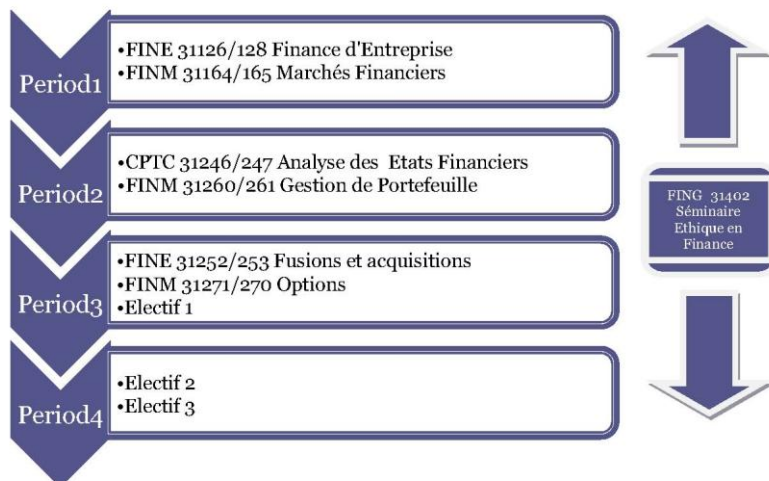 Period1
•FINE 31126/128 Finance d'Entreprise
•FINM 31164/165 Marchés Financiers
Period2
•CPTC 31246/247 Analyse des Etats Financiers
•FINM 31260/261 Gestion de Portefeuille
Period3
•FINE 31252/253 Fusions et acquisitions
•FINM 31271/270 Options
•Electif 1
Period4
•Electif 2
•Electif 3
FING 31402
Séminaire
Ethique en
Finance